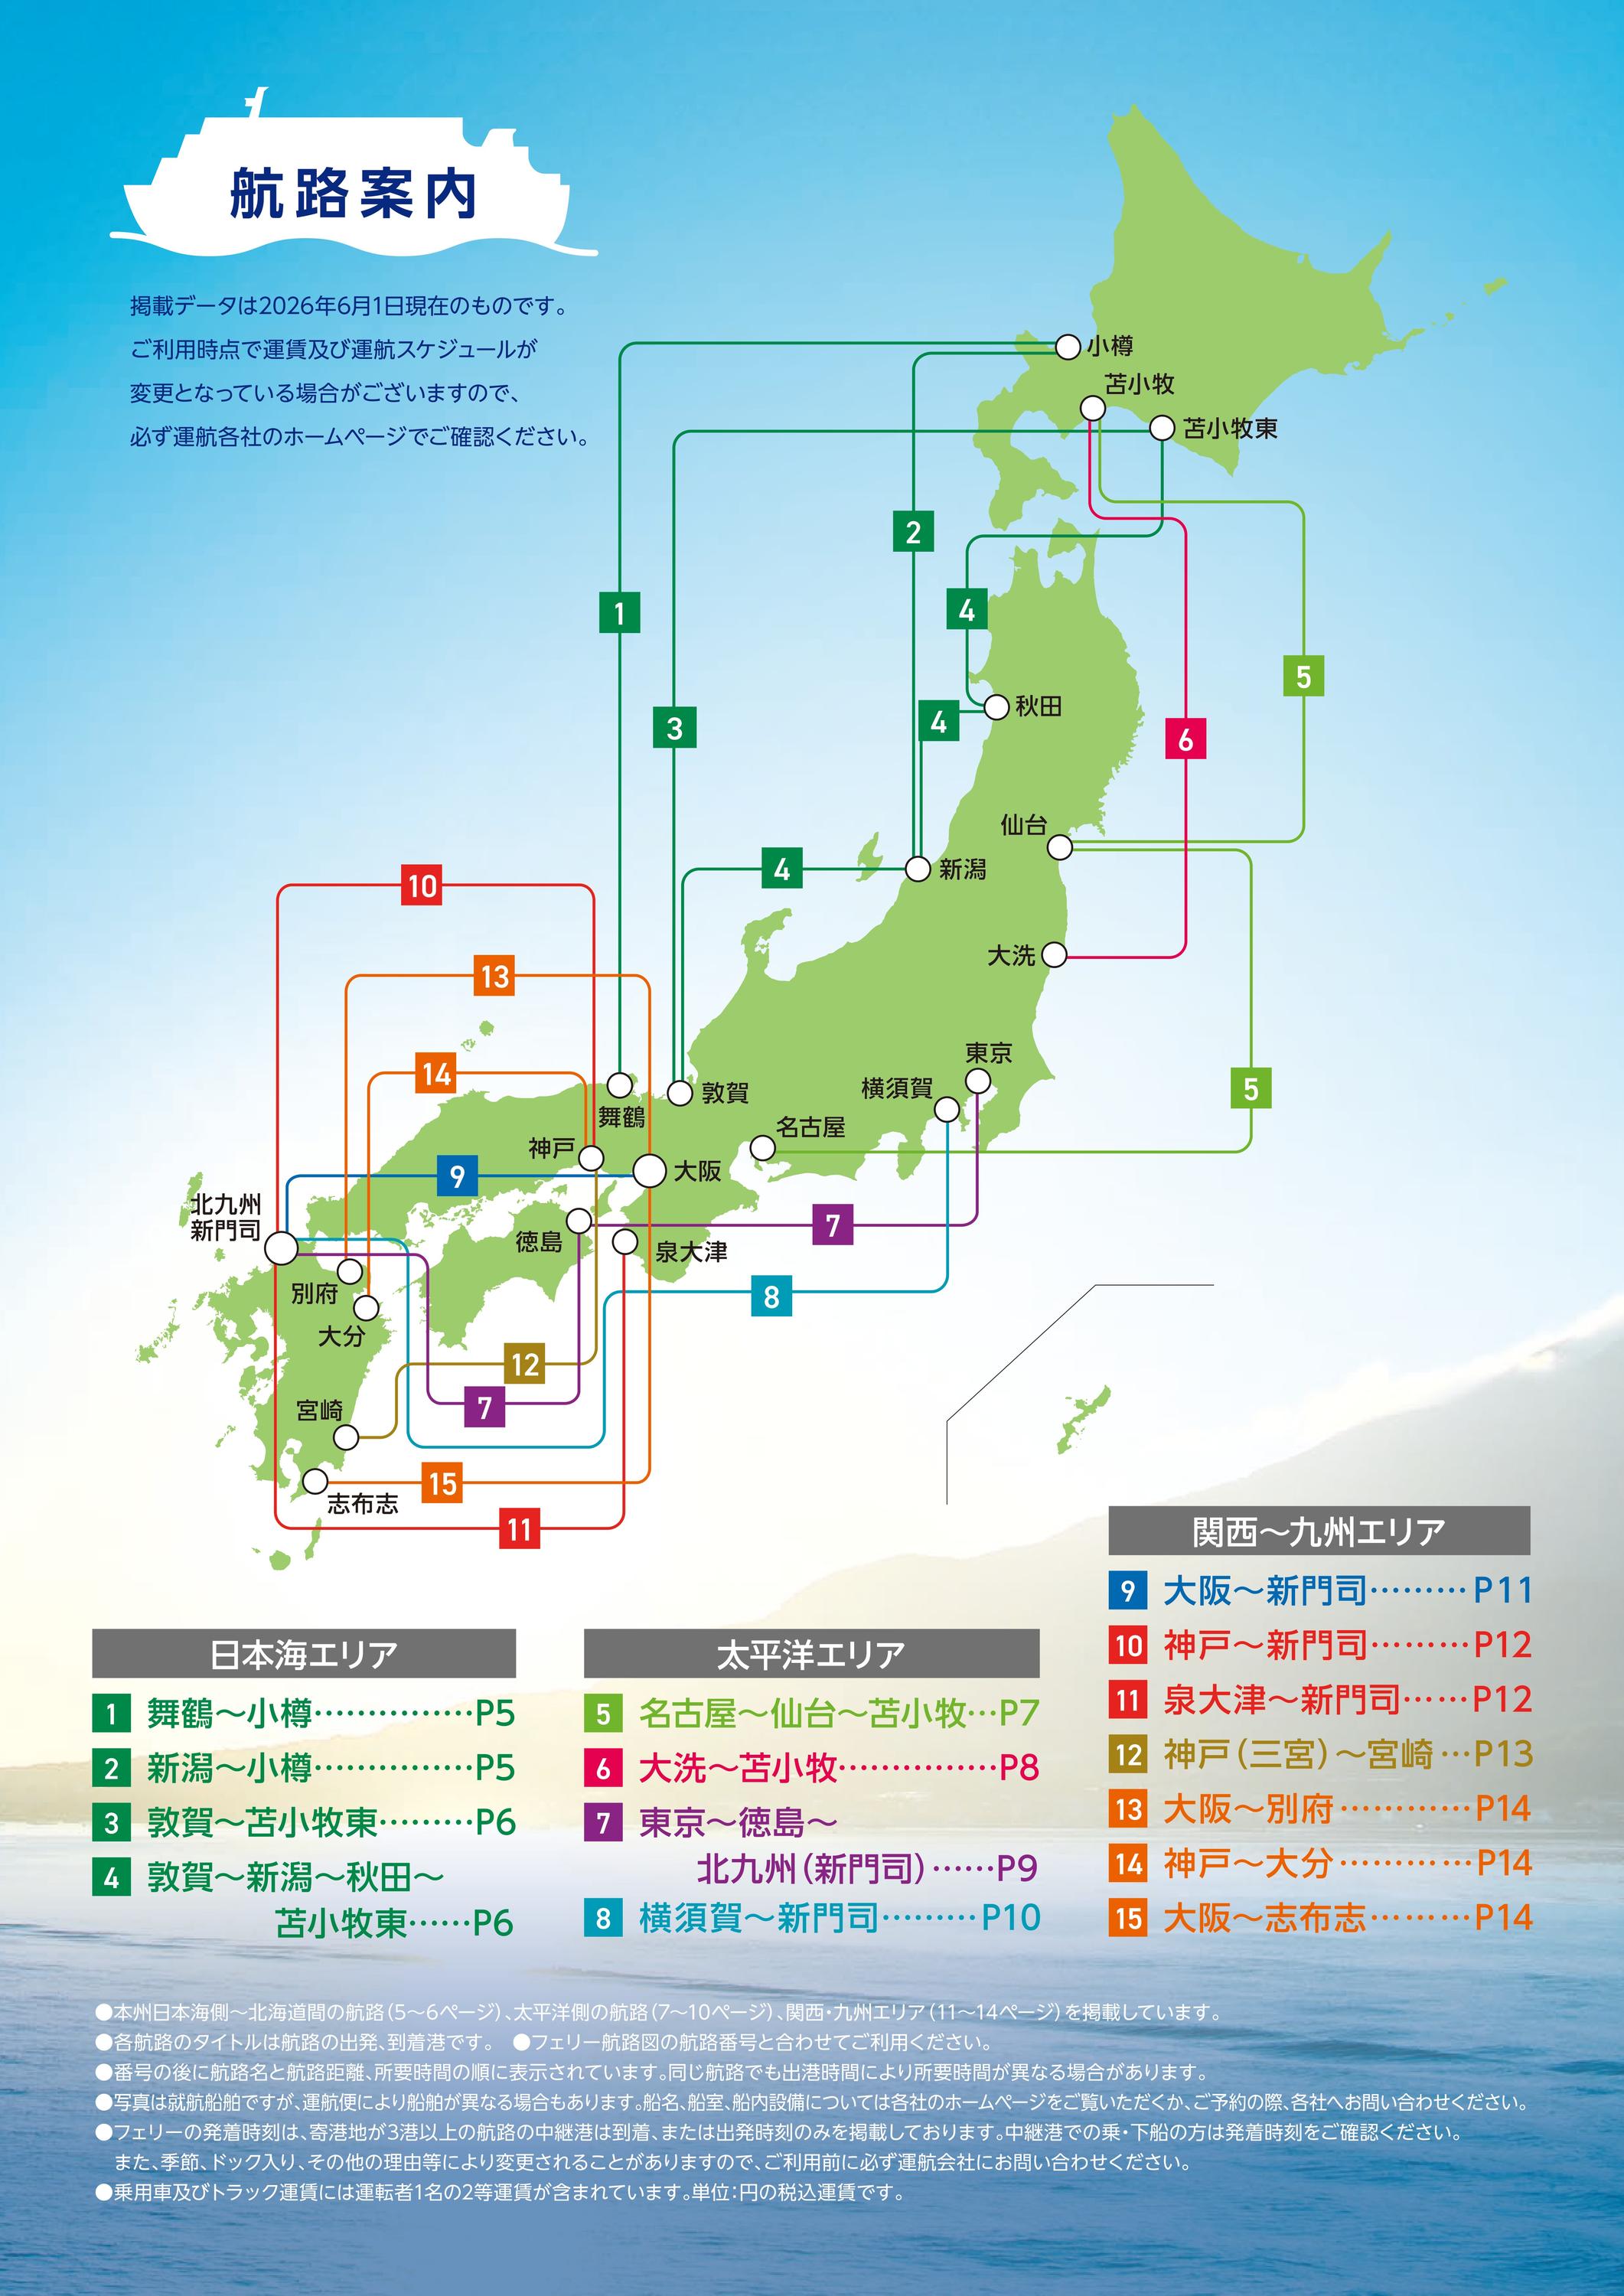 航路案内
掲載データは2026年6月1日現在のものです。
ご利用時点で運賃及び運航スケジュールが
変更となっている場合がございますので、
必ず運航各社のホームページでご確認ください。
小樽
苫小牧
苫小牧東
2
1
4
5
秋田
3
4
6
仙台
4
新潟
10
大洗
13
東京
14
横須賀
5
敦賀
舞鶴
名古屋
神戸
9
大阪
北九州
新門司
7
徳島
泉大津
別府
8
大分
12
7
宮崎
15
志布志
11
日本海エリア
1 舞鶴〜小樽……………P5
2 新潟〜小樽……………P5
3 敦賀〜苫小牧東………P6
4 敦賀〜新潟〜秋田〜
苫小牧東……P6
太平洋エリア
5 名古屋〜仙台〜苫小牧…P7
6 大洗〜苫小牧……………P8
7 東京〜徳島〜
北九州(新門司)……P9
8 横須賀〜新門司………P10
関西〜九州エリア
9 大阪〜新門司………P11
10 神戸〜新門司………P12
11 泉大津〜新門司……P12
12 神戸(三宮)〜宮崎…P13
13 大阪〜別府…………P14
14 神戸〜大分…………P14
15 大阪〜志布志………P14
●本州日本海側〜北海道間の航路(5〜6ページ)、太平洋側の航路(7〜10ページ)、関西・九州エリア(11〜14ページ)を掲載しています。
●各航路のタイトルは航路の出発、到着港です。 ●フェリー航路図の航路番号と合わせてご利用ください。
●番号の後に航路名と航路距離、所要時間の順に表示されています。同じ航路でも出港時間により所要時間が異なる場合があります。
●写真は就航船舶ですが、運航便により船舶が異なる場合もあります。船名、船室、船内設備については各社のホームページをご覧いただくか、ご予約の際、各社へお問い合わせください。
●フェリーの発着時刻は、寄港地が3港以上の航路の中継港は到着、または出発時刻のみを掲載しております。中継港での乗・下船の方は発着時刻をご確認ください。
また、季節、ドック入り、その他の理由等により変更されることがありますので、ご利用前に必ず運航会社にお問い合わせください。
●乗用車及びトラック運賃には運転者1名の2等運賃が含まれています。単位:円の税込運賃です。